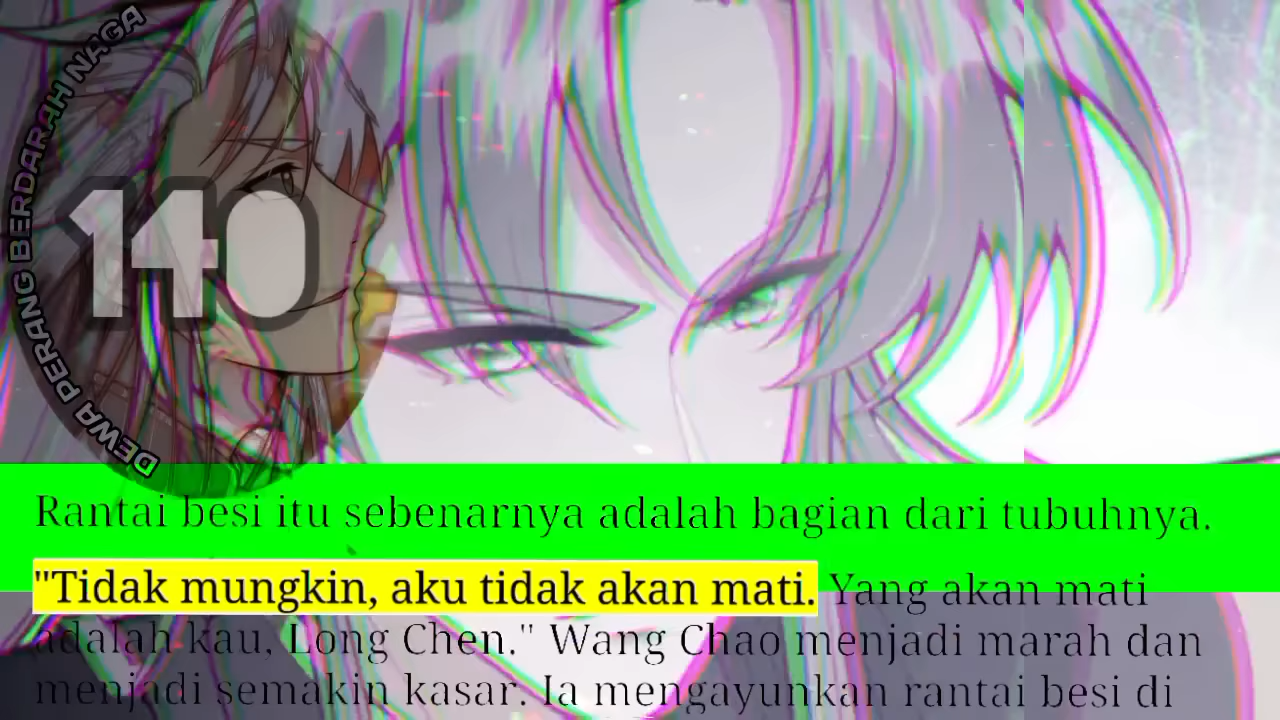 DEWA PERANG BERDARAH NAGA
140
Rantai besi itu sebenarnya adalah bagian dari tubuhnya.
"Tidak mungkin, aku tidak akan mati. Yang akan mati
adalah kau, Long Chen." Wang Chao menjadi marah dan
menjadi semakin kasar. Ia mengayunkan rantai besi di